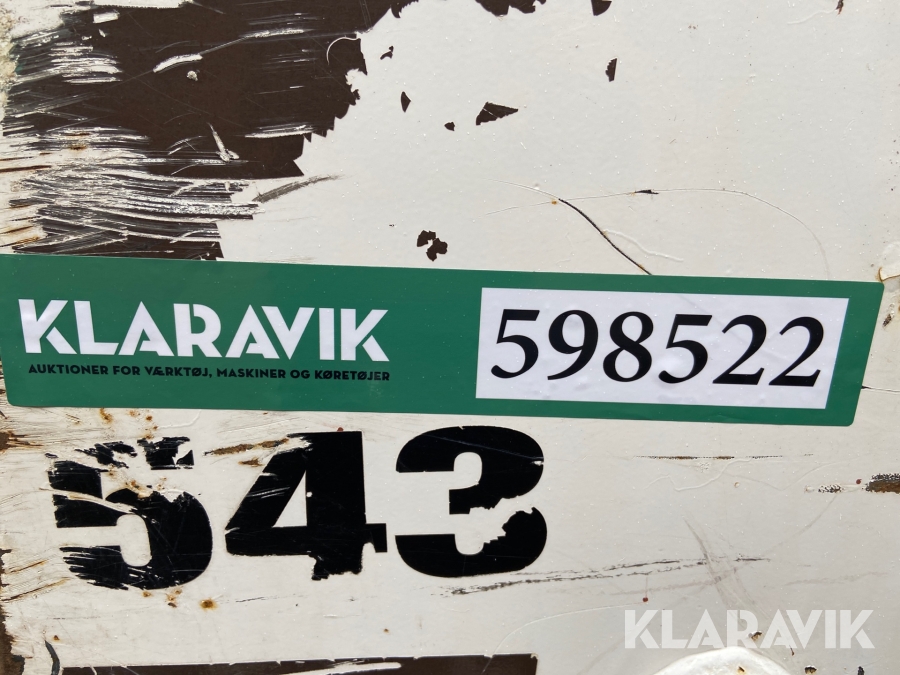 KLARAVIK
AUKTIONER FOR VÆRKTØJ, MASKINER OG KØRETØJER
598522
543
KLARAVIK